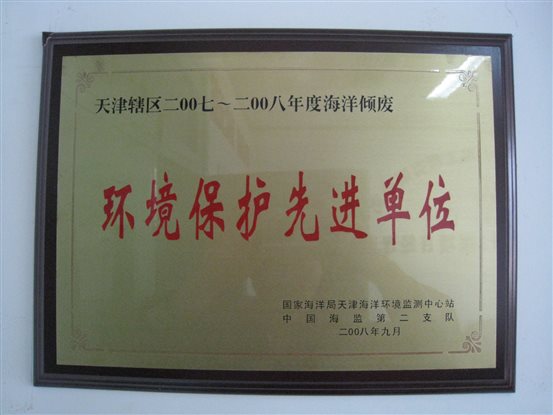 天津辖区二00七～二00八年度海洋倾废
环境保护先进单位
国家海洋局天津海洋环境监测中心站
中国海监第二支队
二00八年九月